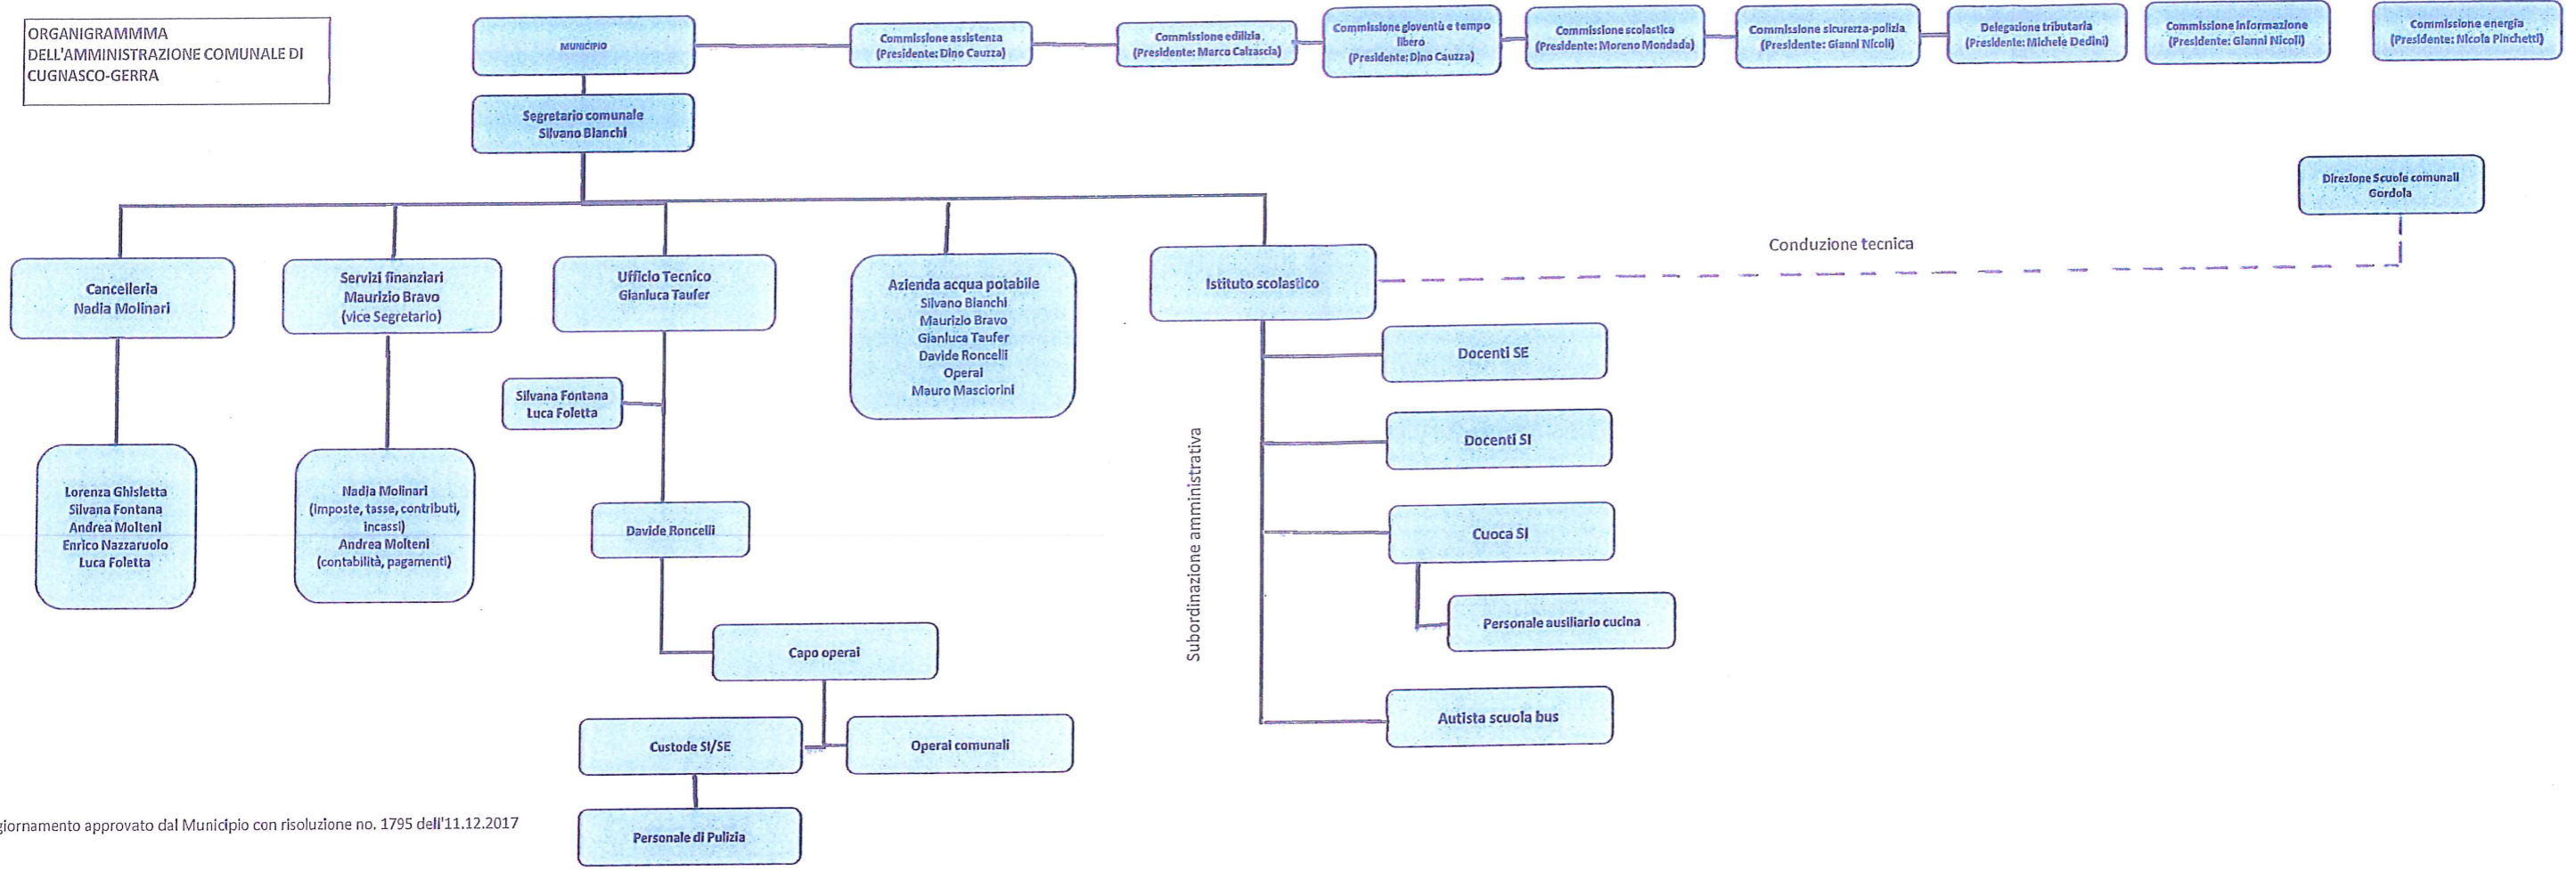 ORGANIGRAMMMA
DELL'AMMINISTRAZIONE COMUNALE DI
CUGNASCO-GERRA
MUNICIPIO
Commissione assistenza
(Presidente: Dino Cauzza)
Commissione edilizia
(Presidente: Marco Calzascia)
Commissione gioventù e tempo
libero
(Presidente: Dino Cauzza)
Commissione scolastica
(Presidente: Moreno Mondada)
Commissione sicurezza-polizia
(Presidente: Gianni Nicoli)
Delegazione tributaria
(Presidente: Michele Dedini)
Commissione informazione
(Presidente: Gianni Nicoli)
Commissione energia
(Presidente: Nicola Pinchetti)
Segretario comunale
Silvano Bianchi
Direzione Scuole comunali
Gordola
Conduzione tecnica
Cancelleria
Nadia Molinari
Servizi finanziari
Maurizio Bravo
(vice Segretario)
Ufficio Tecnico
Gianluca Taufer
Azienda acqua potabile
Silvano Bianchi
Maurizio Bravo
Gianluca Taufer
Davide Roncelli
Operai
Mauro Masciorini
Istituto scolastico
Silvana Fontana
Luca Foletta
Lorenza Ghisletta
Silvana Fontana
Andrea Molteni
Enrico Nazzaruolo
Luca Foletta
Nadia Molinari
(imposte, tasse, contributi,
incassi)
Andrea Molteni
(contabilità, pagamenti)
Davide Roncelli
Capo operai
Custode SI/SE
Operai comunali
Personale di Pulizia
Subordinazione amministrativa
Docenti SE
Docenti SI
Cuoca SI
Personale ausiliario cucina
Autista scuola bus
giornamento approvato dal Municipio con risoluzione no. 1795 dell'11.12.2017